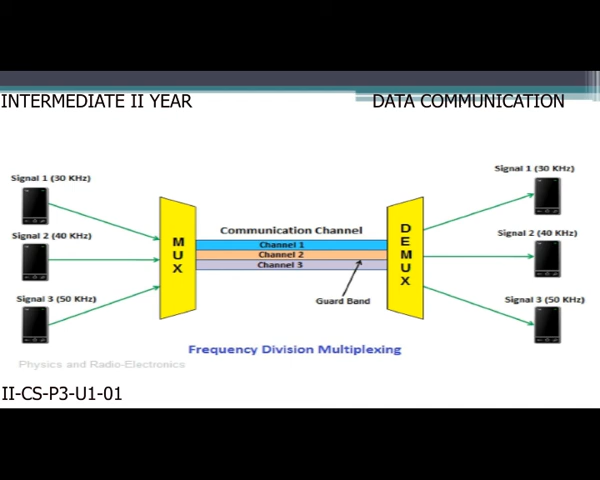 INTERMEDIATE II YEAR
DATA COMMUNICATION
Signal 1 (30 KHz)
Signal 2 (40 KHz)
Signal 3 (50 KHz)
MUX
Communication Channel
Channel 1
Channel 2
Channel 3
Guard Band
DEMUX
Signal 1 (30 KHz)
Signal 2 (40 KHz)
Signal 3 (50 KHz)
Frequency Division Multiplexing
Physics and Radio-Electronics
II-CS-P3-U1-01